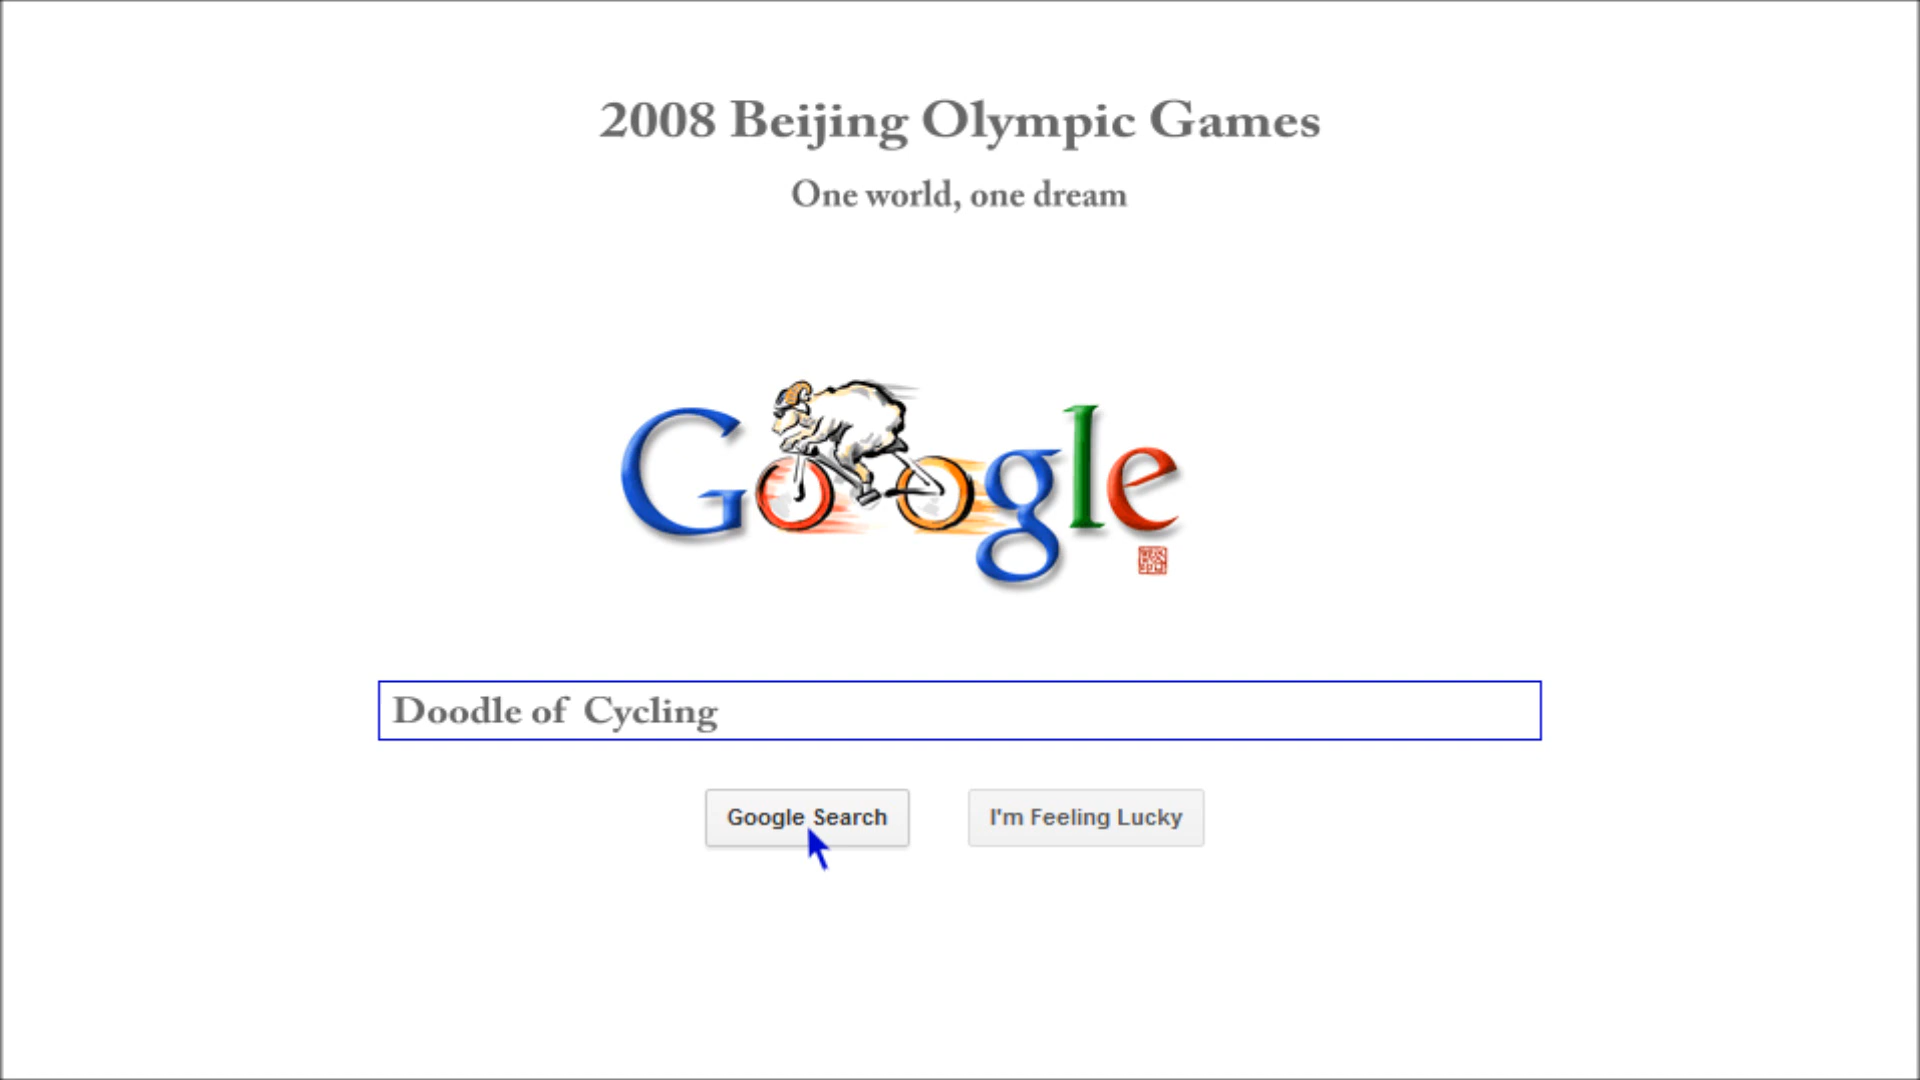 2008 Beijing Olympic Games
One world, one dream
Google
Doodle of Cycling
Google Search
I'm Feeling Lucky